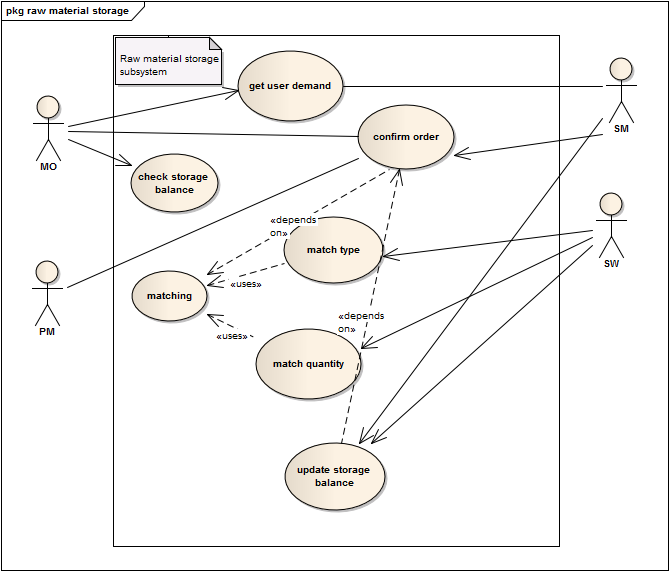 pkg raw material storage
Raw material storage
subsystem
get user demand
SM
confirm order
MO
check storage
balance
«depends
on»
match type
SW
matching
«uses»
PM
«depends
on»
«uses»
match quantity
update storage
balance